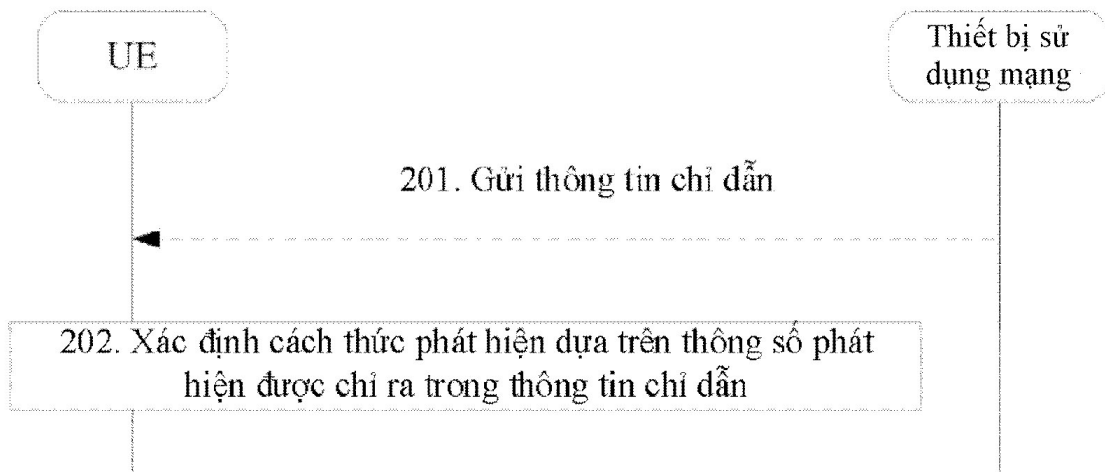 UE
Thiết bị sử
dụng mạng
201. Gửi thông tin chỉ dẫn
202. Xác định cách thức phát hiện dựa trên thông số phát
hiện được chỉ ra trong thông tin chỉ dẫn